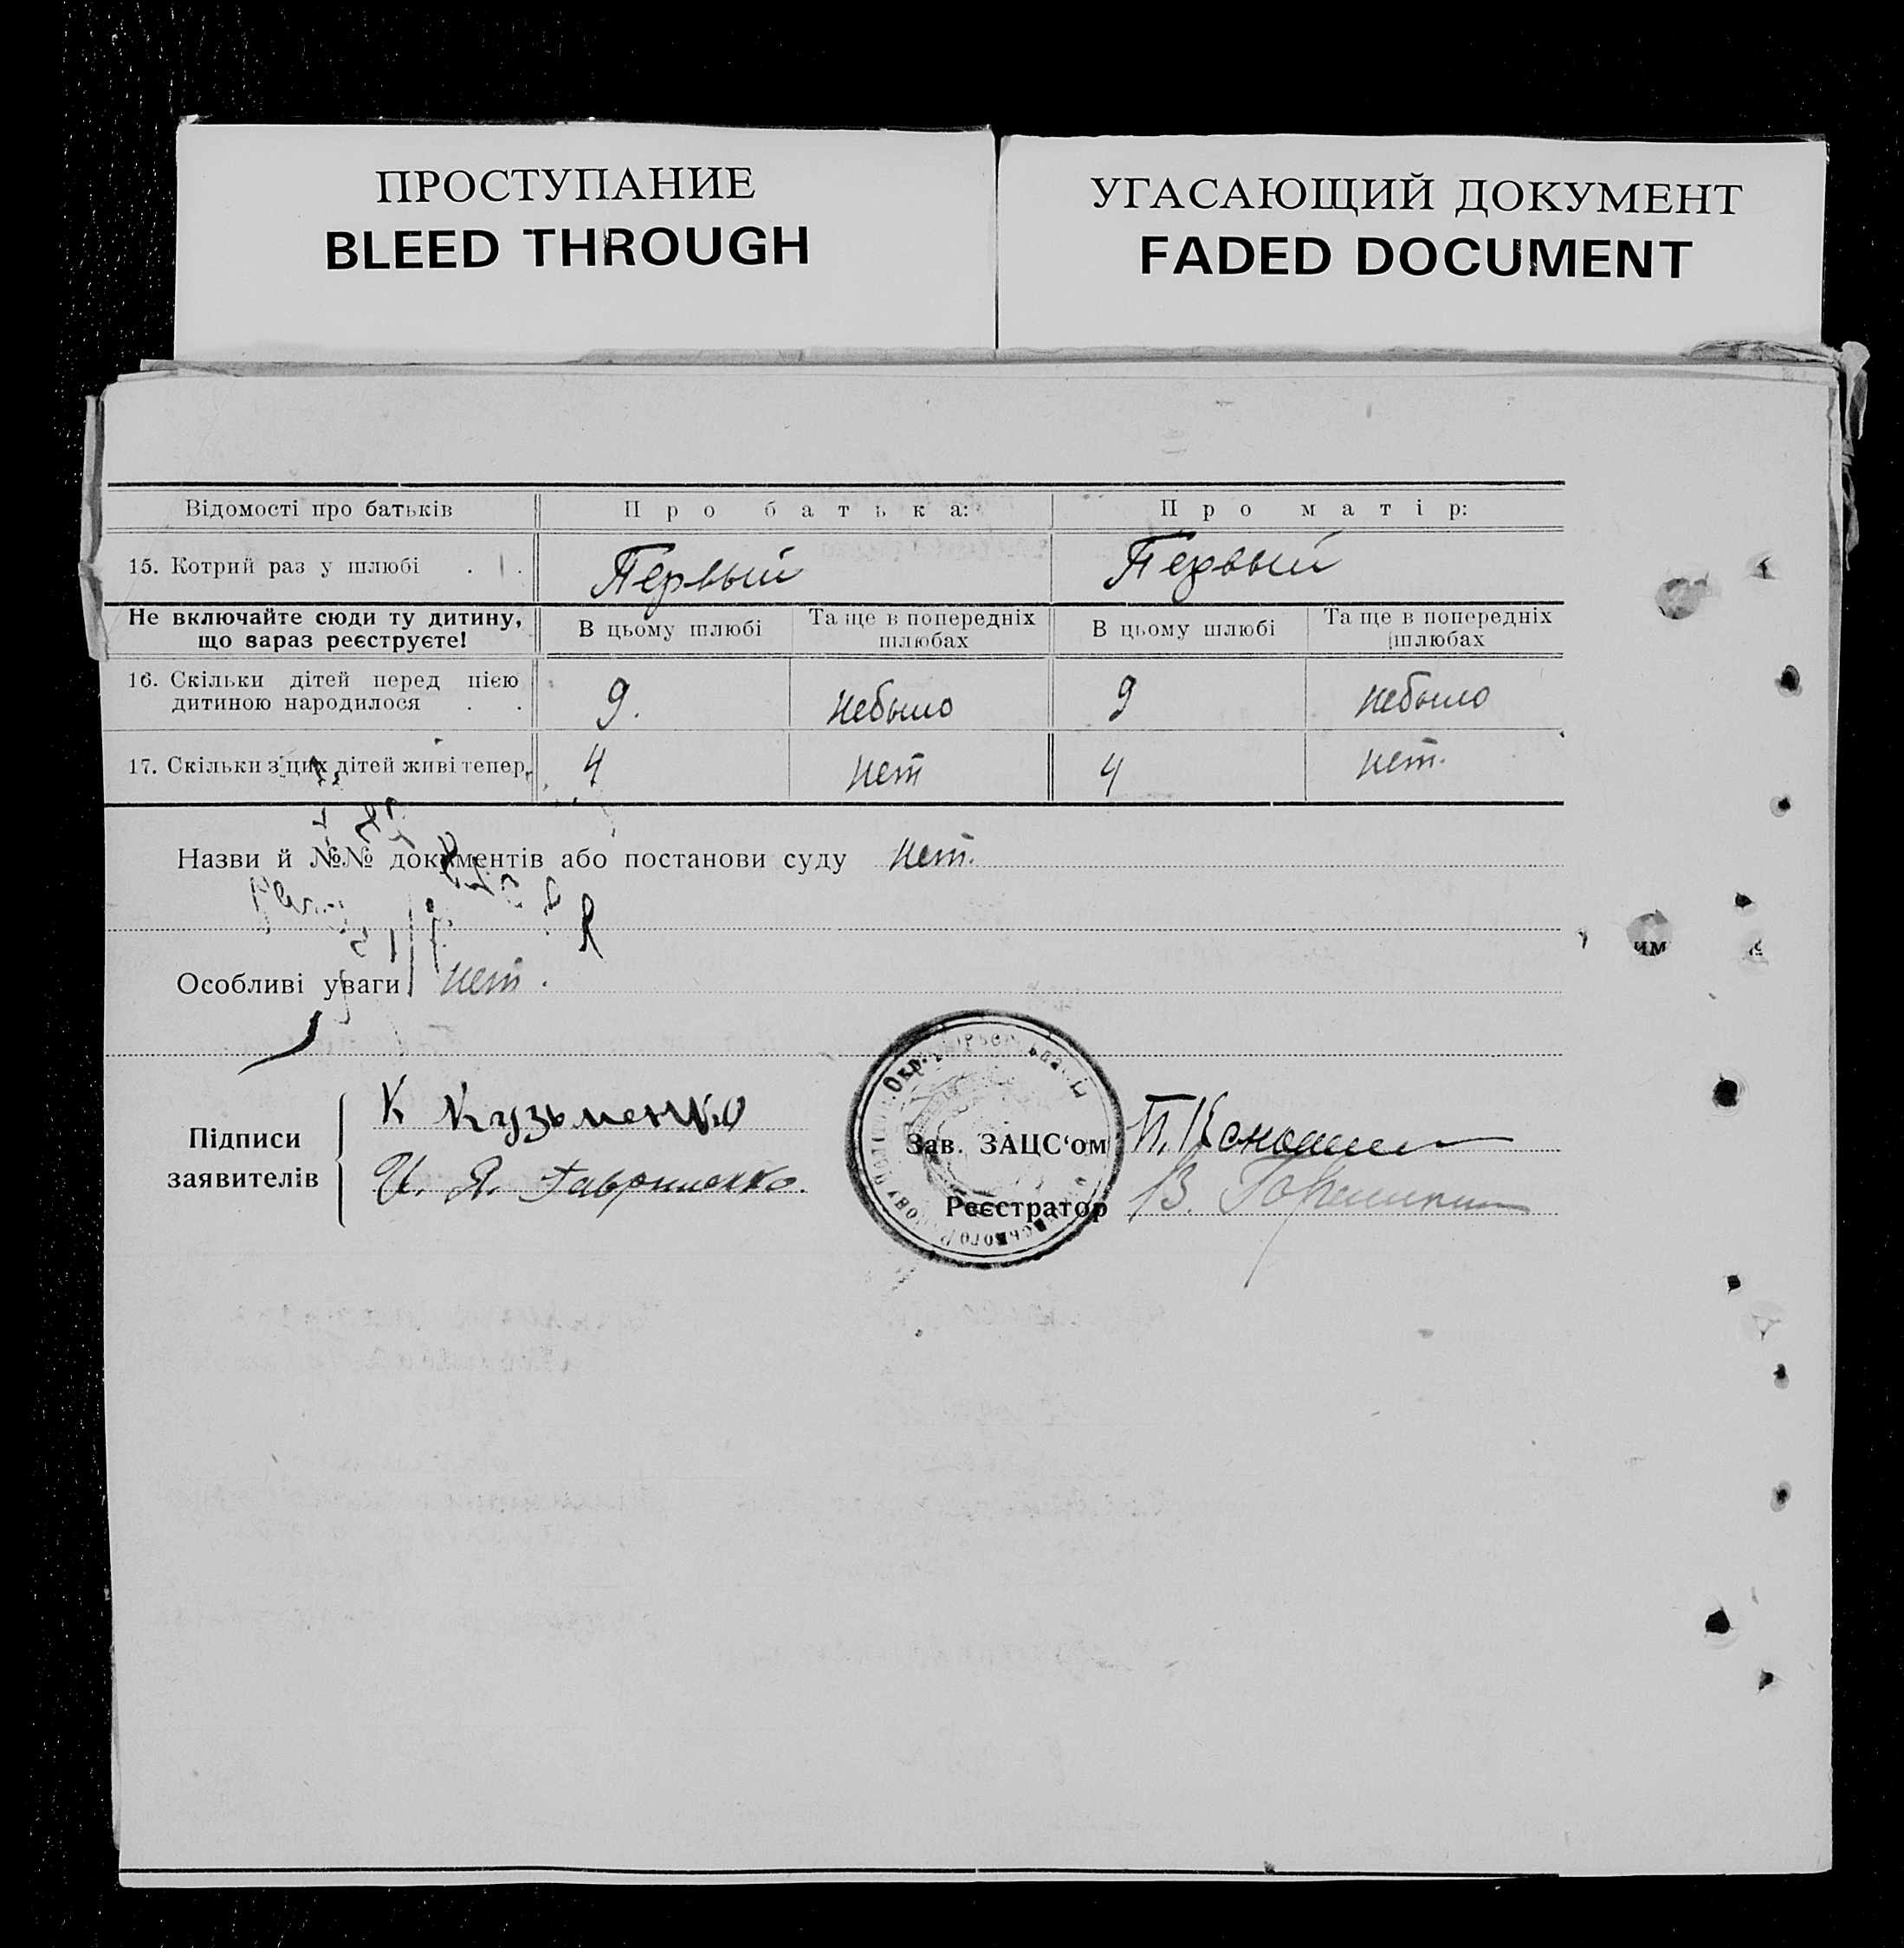 ПРОСТУПАНИЕ
BLEED THROUGH
УГАСАЮЩИЙ ДОКУМЕНТ
FADED DOCUMENT
Відомості про батьків Про батька: Про матір:
15. Котрий раз у шлюбі . . Первый Первый
Не включайте сюди ту дитину, що зараз реєструєте!
В цьому шлюбі Та ще в попередніх шлюбах В цьому шлюбі Та ще в попередніх шлюбах
16. Скільки дітей перед цією
дитиною народилося . . 9. небыло 9 небыло
17. Скільки з цих дітей живі тепер, 4 нет 4 нет.
Назви й №№ документів або постанови суду нет.
Особливі уваги нет.
Підписи заявителів
К Кузьменко
И. Я. Гавриленко.
Зав. ЗАЦС‘ом П.
Реєстратор В.
Окр.
им